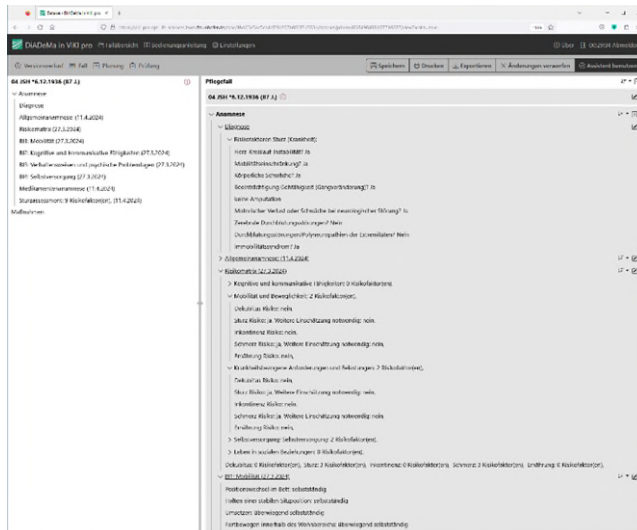 DiADeMa in ViKI pro
Fallübersicht
Bedienungsanleitung
Einstellungen
Über
Abmelden
Versionsverlauf
Fall
Planung
Prüfung
Speichern
Drucken
Exportieren
Änderungen verwerfen
Assistent benutzen
04 JSH *6.12.1936 (87 J.)
Anamnese
Diagnose
Allgemeinanamnese (11.4.2024)
Risikomatrix (27.3.2024)
BI1: Mobilität (27.3.2024)
BI2: Kognitive und kommunikative Fähigkeiten (27.3.2024)
BI3: Verhaltensweisen und psychische Problemlagen (27.3.2024)
BI4: Selbstversorgung (27.3.2024)
Medikamentenanamnese (11.4.2024)
Sturzassessment: 9 Risikofaktor(en), (11.4.2024)
Maßnahmen
Pflegefall
04 JSH *6.12.1936 (87 J.)
Anamnese
Diagnose
Risikofaktoren Sturz (Krankheit):
Herz-Kreislauf-Instabilität? Ja
Mobilitätseinschränkung? Ja
Körperliche Schwäche? Ja
Beeinträchtigung Gehfähigkeit (Gangveränderung)? Ja
Keine Amputation
Motorischer Verlust oder Schwäche bei neurologischer Störung? Ja
Zerebrale Durchblutungsstörungen? Nein
Durchblutungsstörungen/Polyneuropathien der Extremitäten? Nein
Immobilitätssyndrom? Ja
Allgemeinanamnese (11.4.2024)
Risikomatrix (27.3.2024)
Kognitive und kommunikative Fähigkeiten: 0 Risikofaktor(en),
Mobilität und Beweglichkeit: 2 Risikofaktor(en),
Dekubitus Risiko: nein,
Sturz Risiko: ja, Weitere Einschätzung notwendig: nein,
Inkontinenz Risiko: nein,
Schmerz Risiko: ja, Weitere Einschätzung notwendig: nein,
Ernährung Risiko: nein,
Krankheitsbezogene Anforderungen und Belastungen: 2 Risikofaktor(en),
Dekubitus Risiko: nein,
Sturz Risiko: ja, Weitere Einschätzung notwendig: nein,
Inkontinenz Risiko: nein,
Schmerz Risiko: ja, Weitere Einschätzung notwendig: nein,
Ernährung Risiko: nein,
Selbstversorgung: Selbstversorgung: 2 Risikofaktor(en),
Leben in sozialen Beziehungen: 0 Risikofaktor(en),
Dekubitus: 0 Risikofaktor(en), Sturz: 3 Risikofaktor(en), Inkontinenz: 0 Risikofaktor(en), Schmerz: 3 Risikofaktor(en), Ernährung: 0 Risikofaktor(en),
BI1: Mobilität (27.3.2024)
Positionswechsel im Bett: selbstständig
Halten einer stabilen Sitzposition: selbstständig
Umsetzen: überwiegend selbstständig
Fortbewegen innerhalb des Wohnbereichs: überwiegend selbstständig